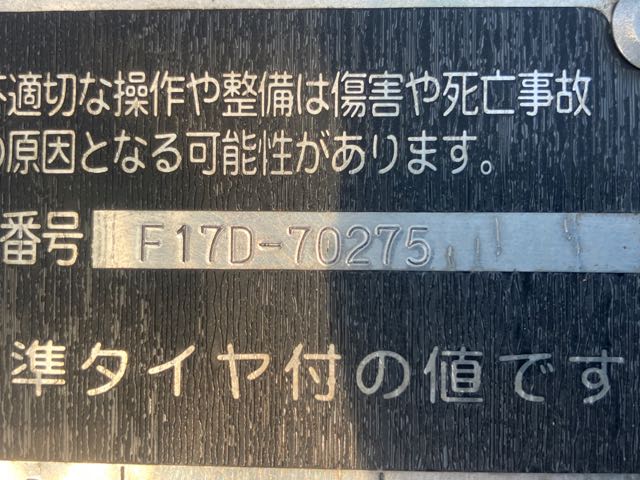 適切な操作や整備は傷害や死亡事故
の原因となる可能性があります。
番号 F17D-70275
準タイヤ付の値です